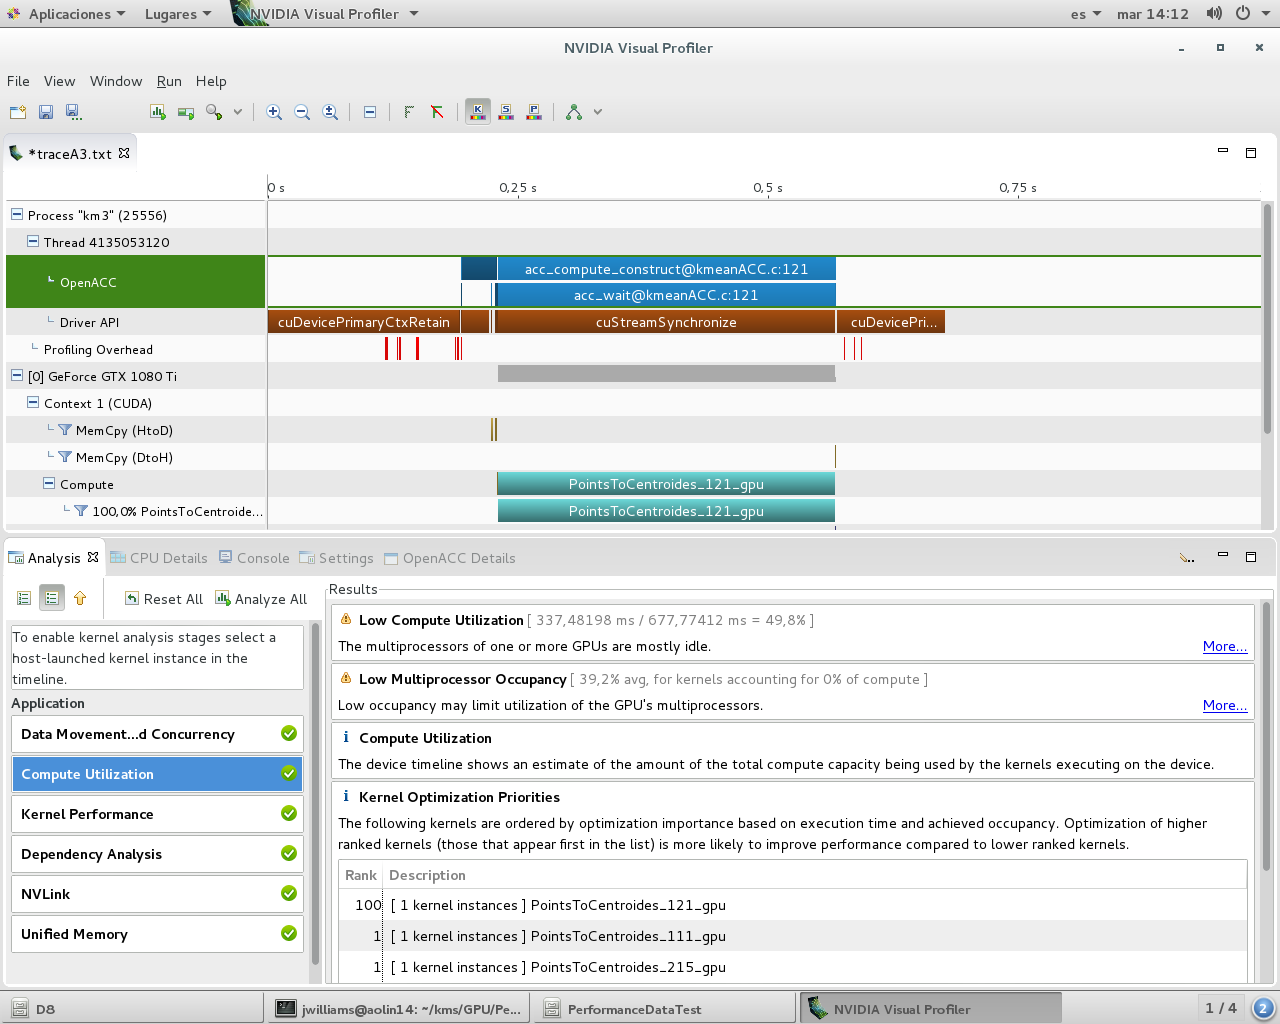 Aplicaciones
Lugares
NVIDIA Visual Profiler
es
mar 14:12
NVIDIA Visual Profiler
File View Window Run Help
*traceA3.txt
0 s 0,25 s 0,5 s 0,75 s
Process "km3" (25556)
Thread 4135053120
OpenACC
acc_compute_construct@kmeanACC.c:121
acc_wait@kmeanACC.c:121
Driver API
cuDevicePrimaryCtxRetain
cuStreamSynchronize
cuDevicePri...
Profiling Overhead
[0] GeForce GTX 1080 Ti
Context 1 (CUDA)
MemCpy (HtoD)
MemCpy (DtoH)
Compute
PointsToCentroides_121_gpu
100,0% PointsToCentroide...
PointsToCentroides_121_gpu
Analysis
CPU Details
Console
Settings
OpenACC Details
Reset All
Analyze All
To enable kernel analysis stages select a
host-launched kernel instance in the
timeline.
Application
Data Movement...d Concurrency
Compute Utilization
Kernel Performance
Dependency Analysis
NVLink
Unified Memory
Results
Low Compute Utilization [ 337,48198 ms / 677,77412 ms = 49,8% ]
The multiprocessors of one or more GPUs are mostly idle.
More...
Low Multiprocessor Occupancy [ 39,2% avg, for kernels accounting for 0% of compute ]
Low occupancy may limit utilization of the GPU's multiprocessors.
More...
Compute Utilization
The device timeline shows an estimate of the amount of the total compute capacity being used by the kernels executing on the device.
Kernel Optimization Priorities
The following kernels are ordered by optimization importance based on execution time and achieved occupancy. Optimization of higher
ranked kernels (those that appear first in the list) is more likely to improve performance compared to lower ranked kernels.
Rank Description
100 [ 1 kernel instances ] PointsToCentroides_121_gpu
1 [ 1 kernel instances ] PointsToCentroides_111_gpu
1 [ 1 kernel instances ] PointsToCentroides_215_gpu
D8
jwilliams@aolin14: ~/kms/GPU/Pe...
PerformanceDataTest
NVIDIA Visual Profiler
1 / 4
2